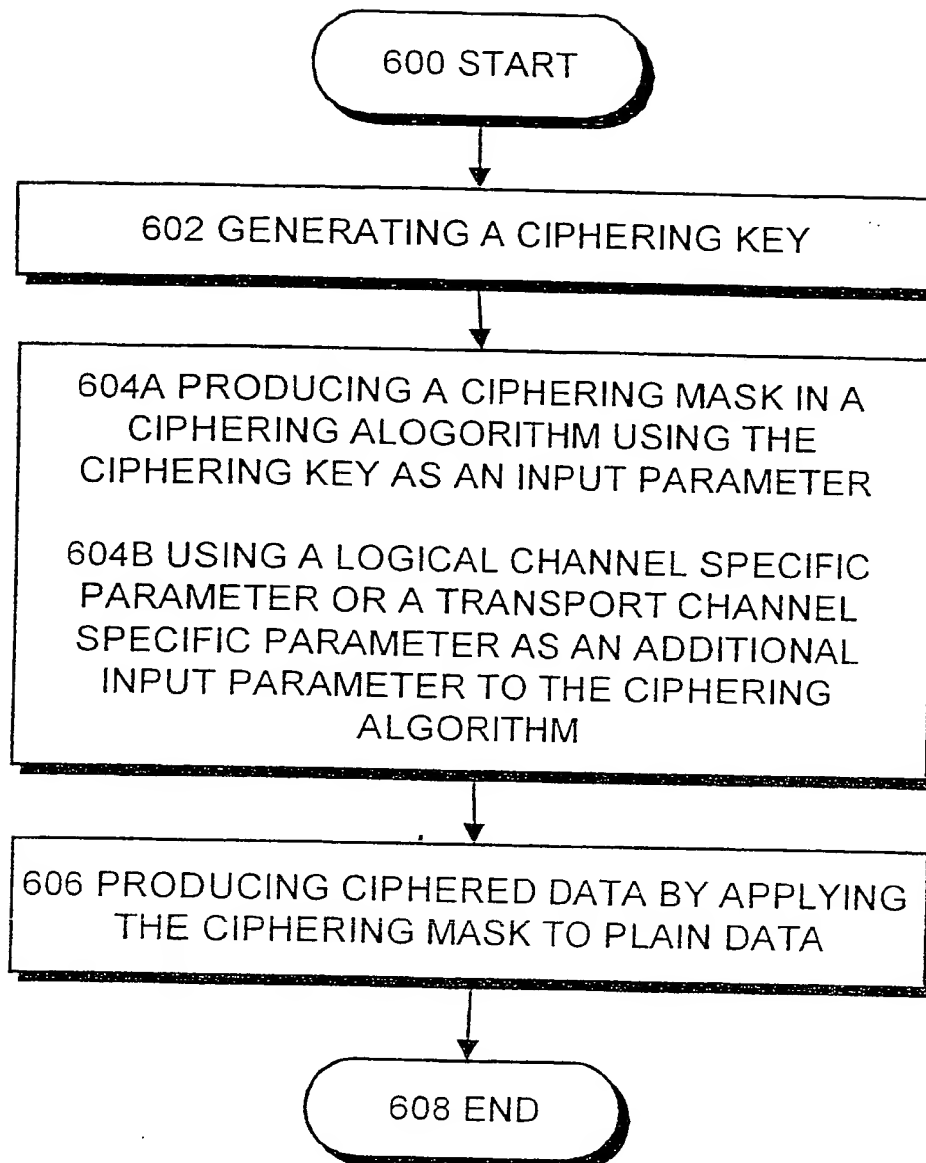 600 START
602 GENERATING A CIPHERING KEY
604A PRODUCING A CIPHERING MASK IN A
CIPHERING ALOGORITHM USING THE
CIPHERING KEY AS AN INPUT PARAMETER
604B USING A LOGICAL CHANNEL SPECIFIC
PARAMETER OR A TRANSPORT CHANNEL
SPECIFIC PARAMETER AS AN ADDITIONAL
INPUT PARAMETER TO THE CIPHERING
ALGORITHM
606 PRODUCING CIPHERED DATA BY APPLYING
THE CIPHERING MASK TO PLAIN DATA
608 END